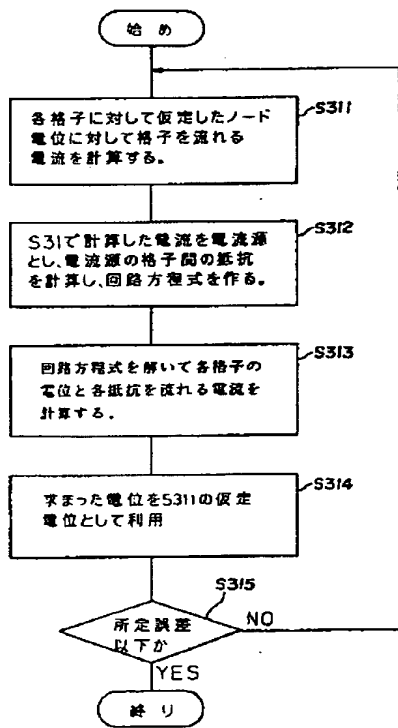 始め
S311
各格子に対して仮定したノード
電位に対して格子を流れる
電流を計算する。
S312
S31で計算した電流を電流源
とし、電流源の格子間の抵抗
を計算し、回路方程式を作る。
S313
回路方程式を解いて各格子の
電位と各抵抗を流れる電流を
計算する。
S314
求まった電位をS311の仮定
電位として利用
S315
所定誤差
以下か
NO
YES
終り